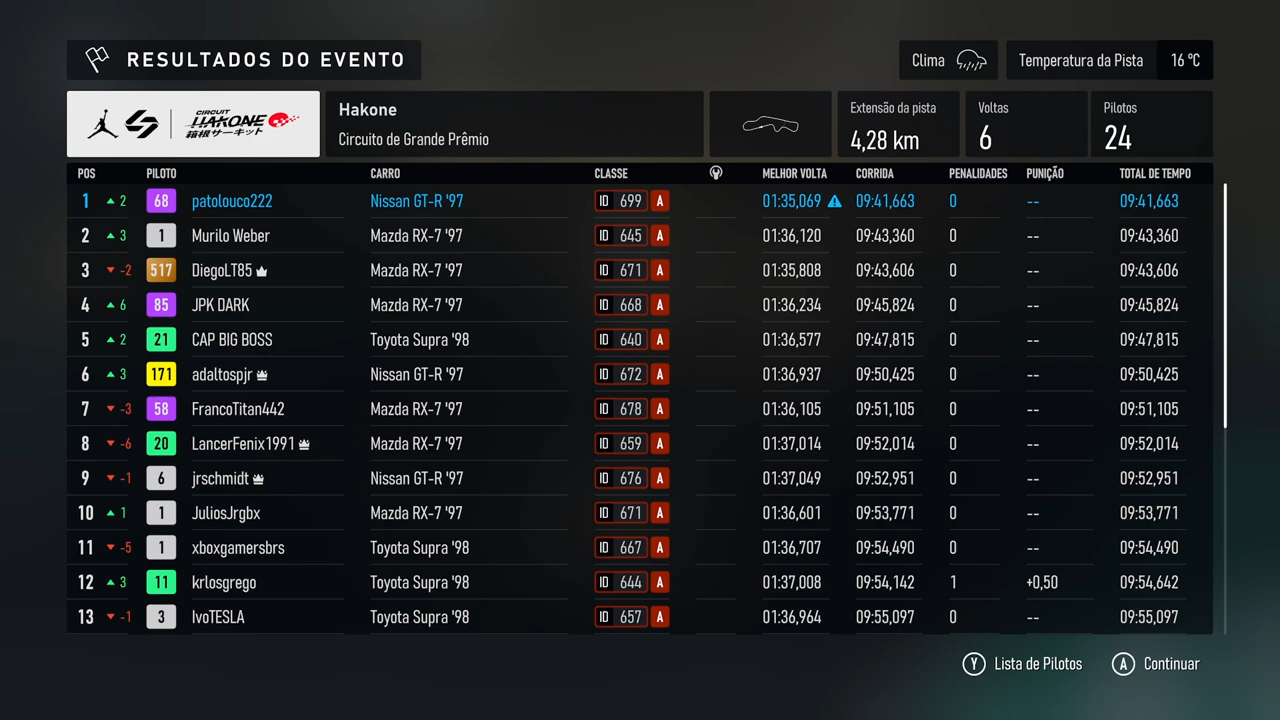 RESULTADOS DO EVENTO
Clima
Temperatura da Pista 16 ºC
CIRCUIT HAKONE 箱根サーキット
Hakone
Circuito de Grande Prêmio
Extensão da pista
4,28 km
Voltas
6
Pilotos
24
POS PILOTO CARRO CLASSE MELHOR VOLTA CORRIDA PENALIDADES PUNIÇÃO TOTAL DE TEMPO
1 2 68 patolouco222 Nissan GT-R '97 ID 699 A 01:35,069 09:41,663 0 -- 09:41,663
2 3 1 Murilo Weber Mazda RX-7 '97 ID 645 A 01:36,120 09:43,360 0 -- 09:43,360
3 -2 517 DiegoLT85 Mazda RX-7 '97 ID 671 A 01:35,808 09:43,606 0 -- 09:43,606
4 6 85 JPK DARK Mazda RX-7 '97 ID 668 A 01:36,234 09:45,824 0 -- 09:45,824
5 2 21 CAP BIG BOSS Toyota Supra '98 ID 640 A 01:36,577 09:47,815 0 -- 09:47,815
6 3 171 adaltospjr Nissan GT-R '97 ID 672 A 01:36,937 09:50,425 0 -- 09:50,425
7 -3 58 FrancoTitan442 Mazda RX-7 '97 ID 678 A 01:36,105 09:51,105 0 -- 09:51,105
8 -6 20 LancerFenix1991 Mazda RX-7 '97 ID 659 A 01:37,014 09:52,014 0 -- 09:52,014
9 -1 6 jrschmidt Nissan GT-R '97 ID 676 A 01:37,049 09:52,951 0 -- 09:52,951
10 1 1 JuliosJrgbx Mazda RX-7 '97 ID 671 A 01:36,601 09:53,771 0 -- 09:53,771
11 -5 1 xboxgamersbrs Toyota Supra '98 ID 667 A 01:36,707 09:54,490 0 -- 09:54,490
12 3 11 krlosgrego Toyota Supra '98 ID 644 A 01:37,008 09:54,142 1 +0,50 09:54,642
13 -1 3 IvoTESLA Toyota Supra '98 ID 657 A 01:36,964 09:55,097 0 -- 09:55,097
Y Lista de Pilotos A Continuar